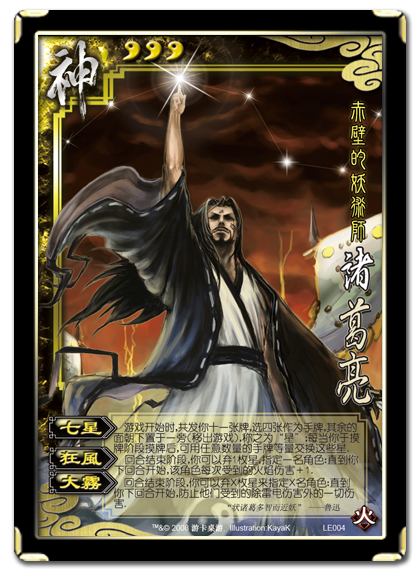 神
赤壁的妖術師
诸葛亮
七星
游戏开始时,共发你十一张牌,选四张作为手牌,其余的
面朝下置于一旁(移出游戏),称之为“星”;每当你于摸
牌阶段摸牌后,可用任意数量的手牌等量交换这些星。
狂風
回合结束阶段,你可以弃1枚星,指定一名角色:直到你
下回合开始,该角色每次受到的火焰伤害+1。
大霧
回合结束阶段,你可以弃X枚星来指定X名角色:直到
你下回合开始,防止他们受到的除雷电伤害外的一切伤
害。
“状诸葛多智而近妖” ——鲁迅
火
™&© 2008 游卡桌游 Illustration:KayaK LE004